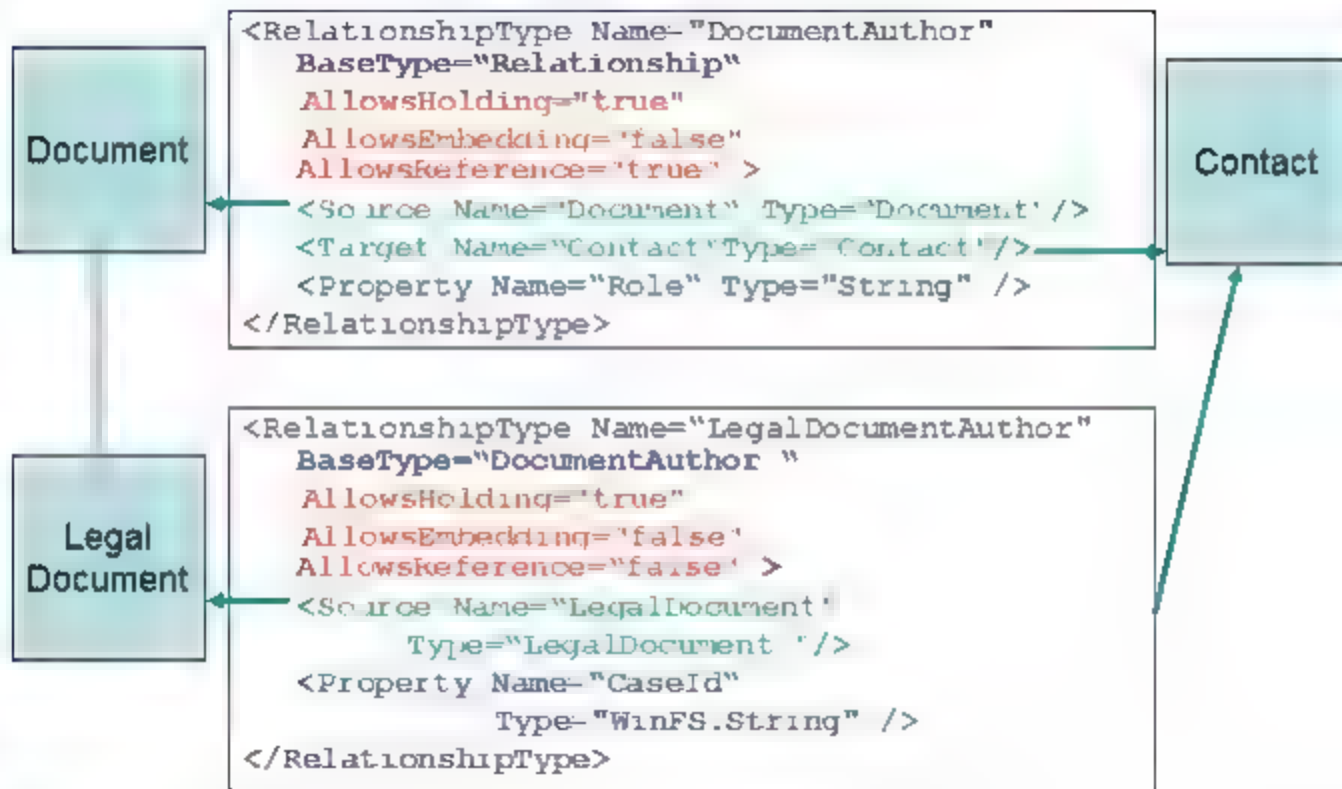 Document
<RelationshipType Name="DocumentAuthor"
BaseType="Relationship"
AllowsHolding="true"
AllowsEmbedding="false"
AllowsReference="true" >
<Source Name="Document" Type="Document"/>
<Target Name="Contact"Type="Contact"/>
<Property Name="Role" Type="String" />
</RelationshipType>
Contact
Legal
Document
<RelationshipType Name="LegalDocumentAuthor"
BaseType="DocumentAuthor "
AllowsHolding="true"
AllowsEmbedding="false"
AllowsReference="false" >
<Source Name="LegalDocument"
Type="LegalDocument "/>
<Property Name="CaseId"
Type="WinFS.String" />
</RelationshipType>